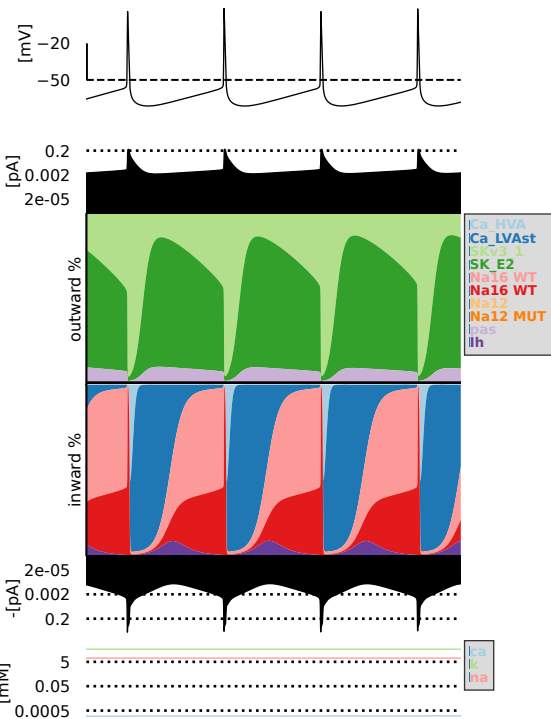 [mV]
−20
−50
[pA]
0.2
0.002
2e-05
outward %
Ca_HVA
Ca_LVAst
SKv3_1
SK_E2
Na16 WT
Na16 WT
Na12
Na12 MUT
pas
Ih
inward %
-[pA]
2e-05
0.002
0.2
[mM]
5
0.05
0.0005
ca
k
na